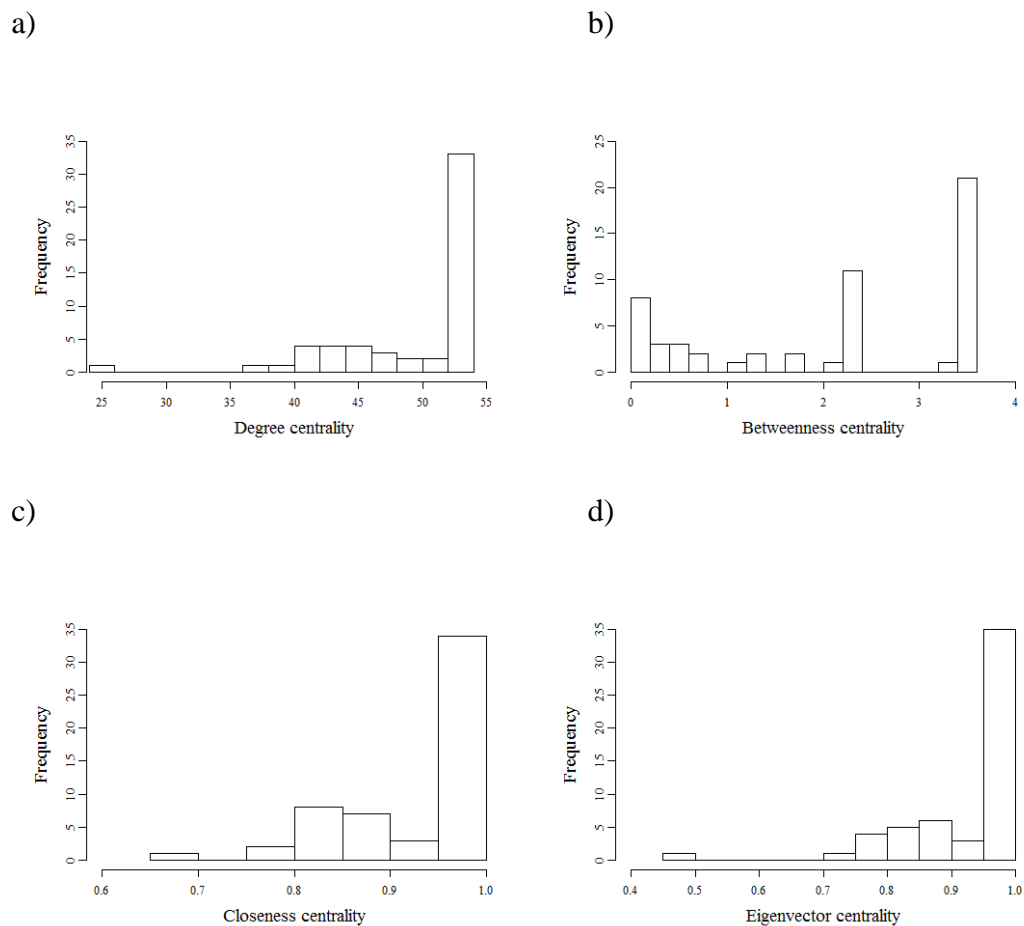 a)
b)
Frequency
0 5 10 15 20 25 30 35
25 30 35 40 45 50 55
Degree centrality
Frequency
0 5 10 15 20 25
0 1 2 3 4
Betweenness centrality
c)
d)
Frequency
0 5 10 15 20 25 30 35
0.6 0.7 0.8 0.9 1.0
Closeness centrality
Frequency
0 5 10 15 20 25 30 35
0.4 0.5 0.6 0.7 0.8 0.9 1.0
Eigenvector centrality